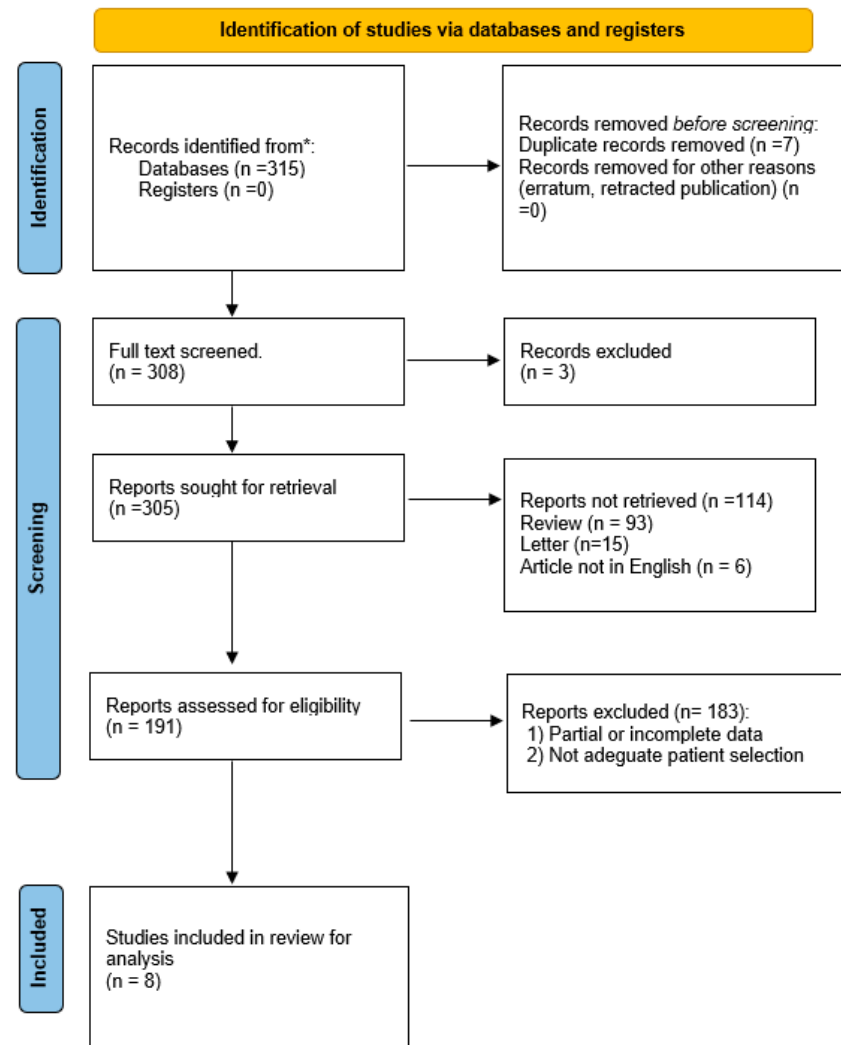 Identification of studies via databases and registers
Identification
Records identified from*:
Databases (n =315)
Registers (n =0)
Records removed before screening:
Duplicate records removed (n =7)
Records removed for other reasons
(erratum, retracted publication) (n
=0)
Screening
Full text screened.
(n = 308)
Records excluded
(n = 3)
Reports sought for retrieval
(n =305)
Reports not retrieved (n =114)
Review (n = 93)
Letter (n=15)
Article not in English (n = 6)
Reports assessed for eligibility
(n = 191)
Reports excluded (n= 183):
1) Partial or incomplete data
2) Not adequate patient selection
Included
Studies included in review for
analysis
(n = 8)